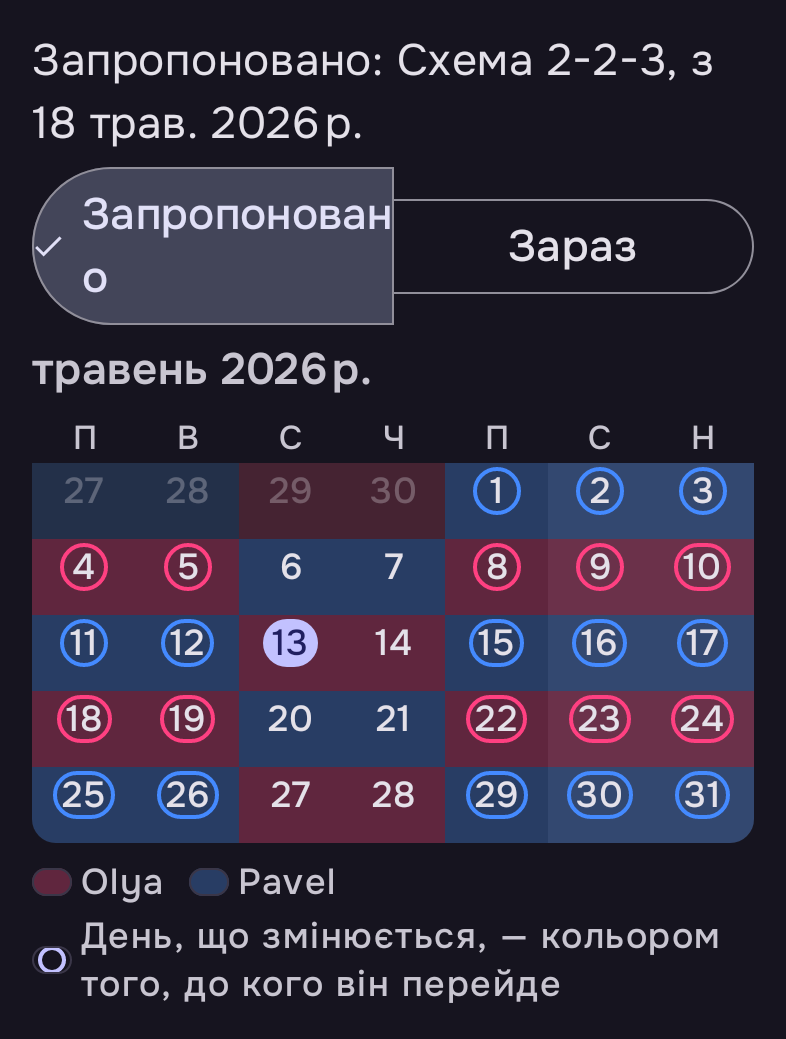 Запропоновано: Схема 2-2-3, з
18 трав. 2026 р.
Запропонован
о
Зараз
травень 2026 р.
П В С Ч П С Н
27 28 29 30 1 2 3
4 5 6 7 8 9 10
11 12 13 14 15 16 17
18 19 20 21 22 23 24
25 26 27 28 29 30 31
Olya Pavel
День, що змінюється, — кольором
того, до кого він перейде